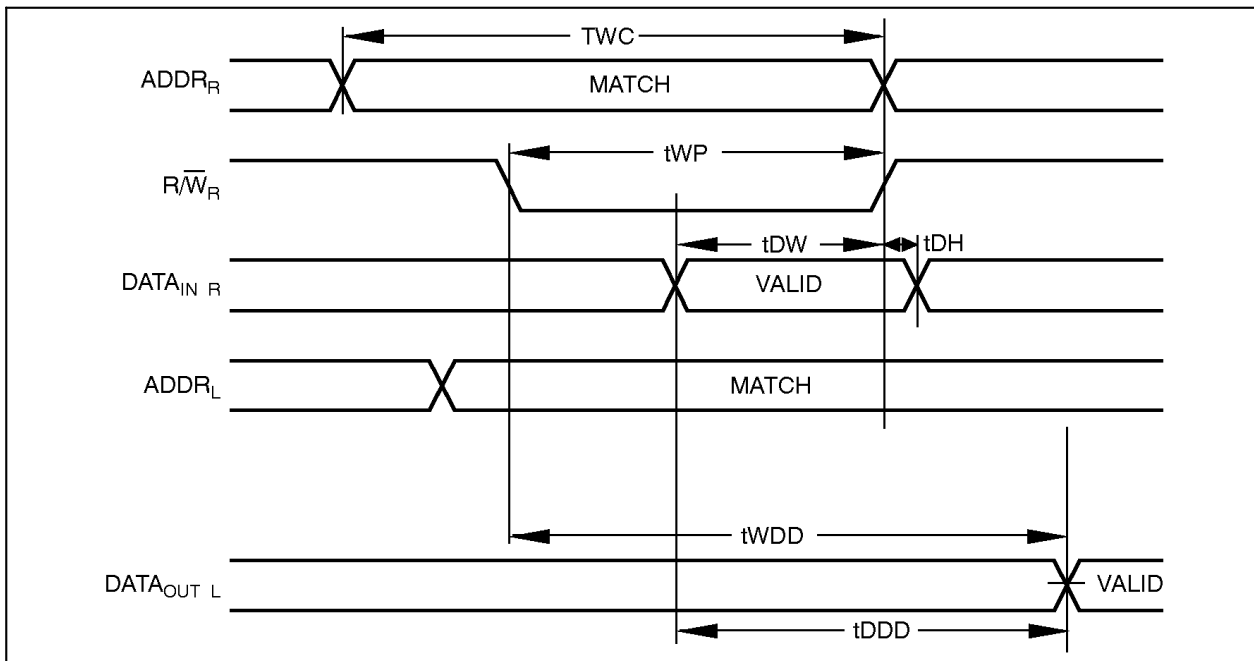 TWC
ADDR_R MATCH
tWP
R/W̅_R
tDW tDH
DATA_IN R VALID
ADDR_L MATCH
tWDD
DATA_OUT L VALID
tDDD